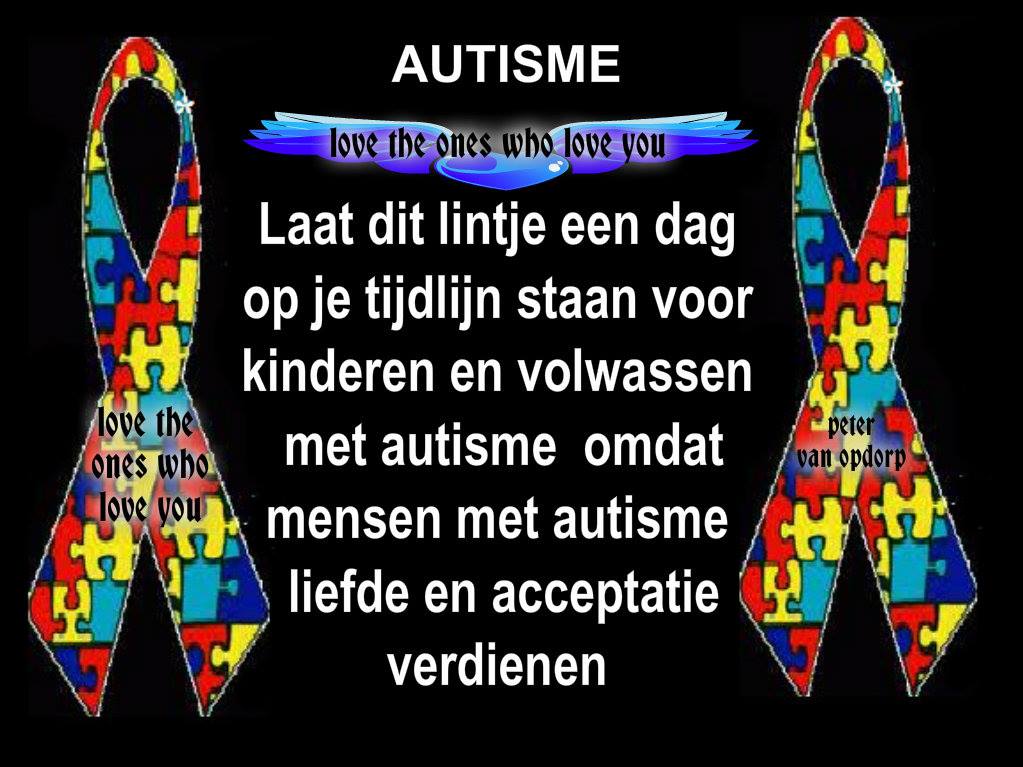 AUTISME
love the ones who love you
Laat dit lintje een dag
op je tijdlijn staan voor
kinderen en volwassen
met autisme omdat
mensen met autisme
liefde en acceptatie
verdienen
love the
ones who
love you
peter
van opdorp